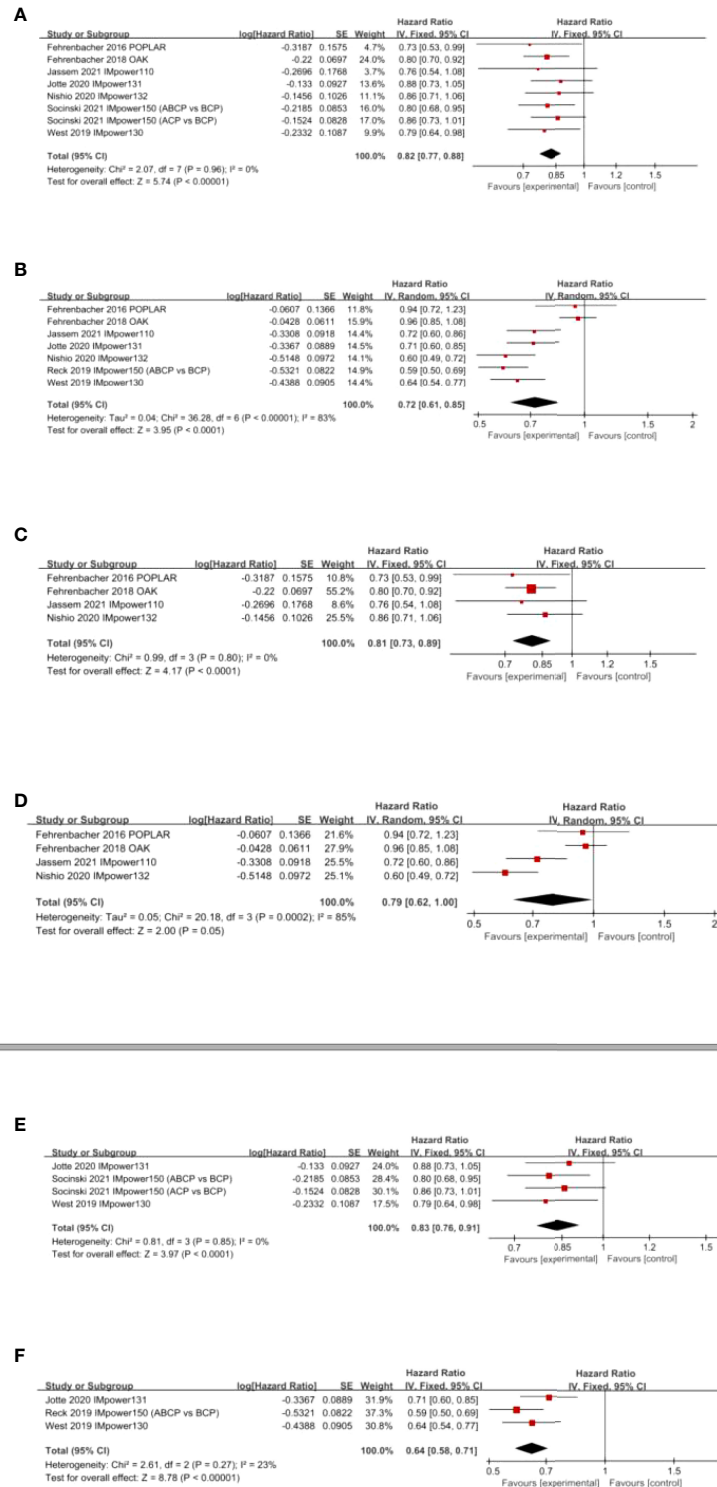 A
Hazard Ratio Hazard Ratio
Study or Subgroup log[Hazard Ratio] SE Weight IV, Fixed, 95% CI IV, Fixed, 95% CI
Fehrenbacher 2016 POPLAR -0.3187 0.1575 4.7% 0.73 [0.53, 0.99]
Fehrenbacher 2018 OAK -0.22 0.0697 24.0% 0.80 [0.70, 0.92]
Jassem 2021 IMpower110 -0.2696 0.1768 3.7% 0.76 [0.54, 1.08]
Jotte 2020 IMpower131 -0.133 0.0927 13.6% 0.88 [0.73, 1.05]
Nishio 2020 IMpower132 -0.1456 0.1026 11.1% 0.86 [0.71, 1.06]
Socinski 2021 IMpower150 (ABCP vs BCP) -0.2185 0.0853 16.0% 0.80 [0.68, 0.95]
Socinski 2021 IMpower150 (ACP vs BCP) -0.1524 0.0828 17.0% 0.86 [0.73, 1.01]
West 2019 IMpower130 -0.2332 0.1087 9.9% 0.79 [0.64, 0.98]
Total (95% CI) 100.0% 0.82 [0.77, 0.88]
Heterogeneity: Chi² = 2.07, df = 7 (P = 0.96); I² = 0%
Test for overall effect: Z = 5.74 (P < 0.00001)
0.7 0.85 1 1.2 1.5
Favours [experimental] Favours [control]
B
Hazard Ratio Hazard Ratio
Study or Subgroup log[Hazard Ratio] SE Weight IV, Random, 95% CI IV, Random, 95% CI
Fehrenbacher 2016 POPLAR -0.0607 0.1366 11.8% 0.94 [0.72, 1.23]
Fehrenbacher 2018 OAK -0.0428 0.0611 15.9% 0.96 [0.85, 1.08]
Jassem 2021 IMpower110 -0.3308 0.0918 14.4% 0.72 [0.60, 0.86]
Jotte 2020 IMpower131 -0.3367 0.0889 14.5% 0.71 [0.60, 0.85]
Nishio 2020 IMpower132 -0.5148 0.0972 14.1% 0.60 [0.49, 0.72]
Reck 2019 IMpower150 (ABCP vs BCP) -0.5321 0.0822 14.9% 0.59 [0.50, 0.69]
West 2019 IMpower130 -0.4388 0.0905 14.4% 0.64 [0.54, 0.77]
Total (95% CI) 100.0% 0.72 [0.61, 0.85]
Heterogeneity: Tau² = 0.04; Chi² = 36.28, df = 6 (P < 0.00001); I² = 83%
Test for overall effect: Z = 3.95 (P < 0.0001)
0.5 0.7 1 1.5 2
Favours [experimental] Favours [control]
C
Hazard Ratio Hazard Ratio
Study or Subgroup log[Hazard Ratio] SE Weight IV, Fixed, 95% CI IV, Fixed, 95% CI
Fehrenbacher 2016 POPLAR -0.3187 0.1575 10.8% 0.73 [0.53, 0.99]
Fehrenbacher 2018 OAK -0.22 0.0697 55.2% 0.80 [0.70, 0.92]
Jassem 2021 IMpower110 -0.2696 0.1768 8.6% 0.76 [0.54, 1.08]
Nishio 2020 IMpower132 -0.1456 0.1026 25.5% 0.86 [0.71, 1.06]
Total (95% CI) 100.0% 0.81 [0.73, 0.89]
Heterogeneity: Chi² = 0.99, df = 3 (P = 0.80); I² = 0%
Test for overall effect: Z = 4.17 (P < 0.0001)
0.7 0.85 1 1.2 1.5
Favours [experimental] Favours [control]
D
Hazard Ratio Hazard Ratio
Study or Subgroup log[Hazard Ratio] SE Weight IV, Random, 95% CI IV, Random, 95% CI
Fehrenbacher 2016 POPLAR -0.0607 0.1366 21.6% 0.94 [0.72, 1.23]
Fehrenbacher 2018 OAK -0.0428 0.0611 27.9% 0.96 [0.85, 1.08]
Jassem 2021 IMpower110 -0.3308 0.0918 25.5% 0.72 [0.60, 0.86]
Nishio 2020 IMpower132 -0.5148 0.0972 25.1% 0.60 [0.49, 0.72]
Total (95% CI) 100.0% 0.79 [0.62, 1.00]
Heterogeneity: Tau² = 0.05; Chi² = 20.18, df = 3 (P = 0.0002); I² = 85%
Test for overall effect: Z = 2.00 (P = 0.05)
0.5 0.7 1 1.5 2
Favours [experimental] Favours [control]
E
Hazard Ratio Hazard Ratio
Study or Subgroup log[Hazard Ratio] SE Weight IV, Fixed, 95% CI IV, Fixed, 95% CI
Jotte 2020 IMpower131 -0.133 0.0927 24.0% 0.88 [0.73, 1.05]
Socinski 2021 IMpower150 (ABCP vs BCP) -0.2185 0.0853 28.4% 0.80 [0.68, 0.95]
Socinski 2021 IMpower150 (ACP vs BCP) -0.1524 0.0828 30.1% 0.86 [0.73, 1.01]
West 2019 IMpower130 -0.2332 0.1087 17.5% 0.79 [0.64, 0.98]
Total (95% CI) 100.0% 0.83 [0.76, 0.91]
Heterogeneity: Chi² = 0.81, df = 3 (P = 0.85); I² = 0%
Test for overall effect: Z = 3.97 (P < 0.0001)
0.7 0.85 1 1.2 1.5
Favours [experimental] Favours [control]
F
Hazard Ratio Hazard Ratio
Study or Subgroup log[Hazard Ratio] SE Weight IV, Fixed, 95% CI IV, Fixed, 95% CI
Jotte 2020 IMpower131 -0.3367 0.0889 31.9% 0.71 [0.60, 0.85]
Reck 2019 IMpower150 (ABCP vs BCP) -0.5321 0.0822 37.3% 0.59 [0.50, 0.69]
West 2019 IMpower130 -0.4388 0.0905 30.8% 0.64 [0.54, 0.77]
Total (95% CI) 100.0% 0.64 [0.58, 0.71]
Heterogeneity: Chi² = 2.61, df = 2 (P = 0.27); I² = 23%
Test for overall effect: Z = 8.78 (P < 0.00001)
0.5 0.7 1 1.5
Favours [experimental] Favours [control]